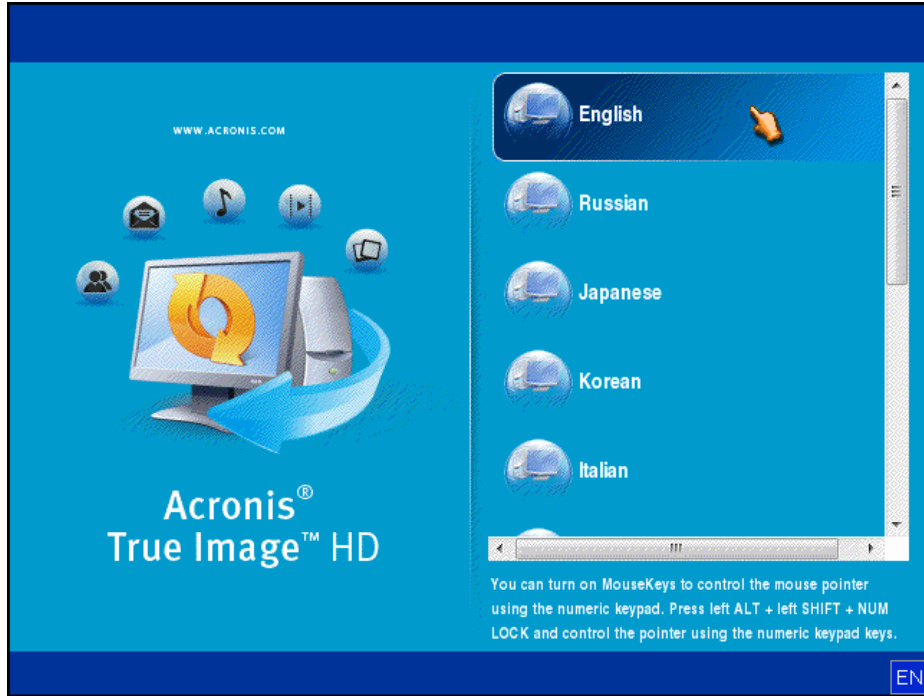 WWW.ACRONIS.COM
Acronis®
True Image™ HD
English
Russian
Japanese
Korean
Italian
You can turn on MouseKeys to control the mouse pointer
using the numeric keypad. Press left ALT + left SHIFT + NUM
LOCK and control the pointer using the numeric keypad keys.
EN